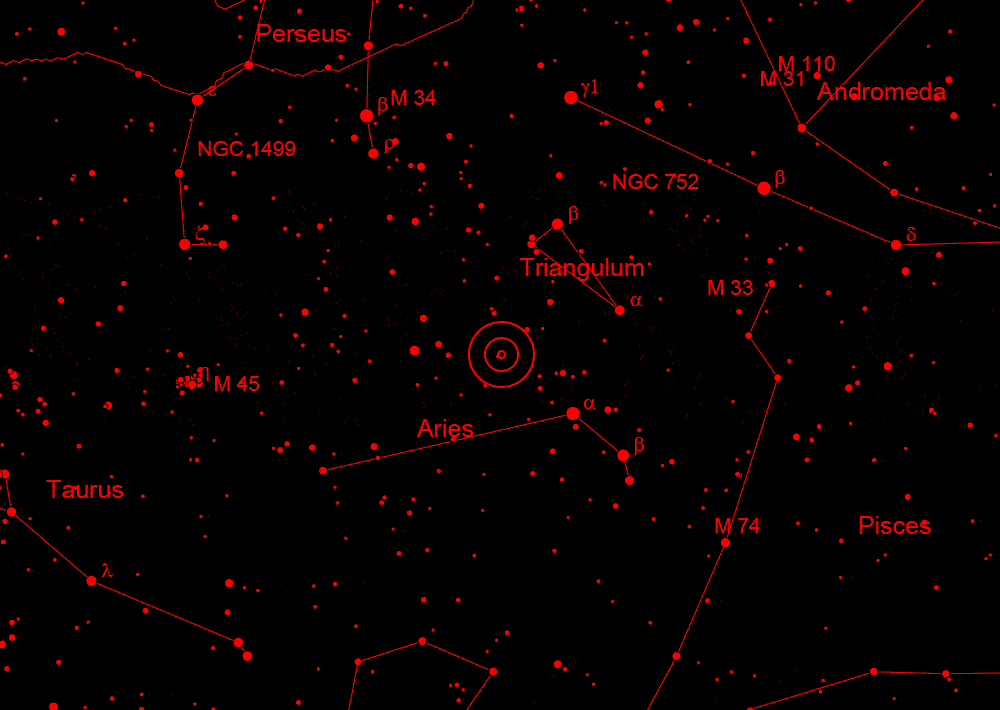 Perseus
M 110
M 31
Andromeda
γ1
ε
β
M 34
ρ
NGC 1499
NGC 752
β
β
ζ
δ
Triangulum
M 33
α
η
M 45
α
Aries
β
Taurus
M 74
Pisces
λ